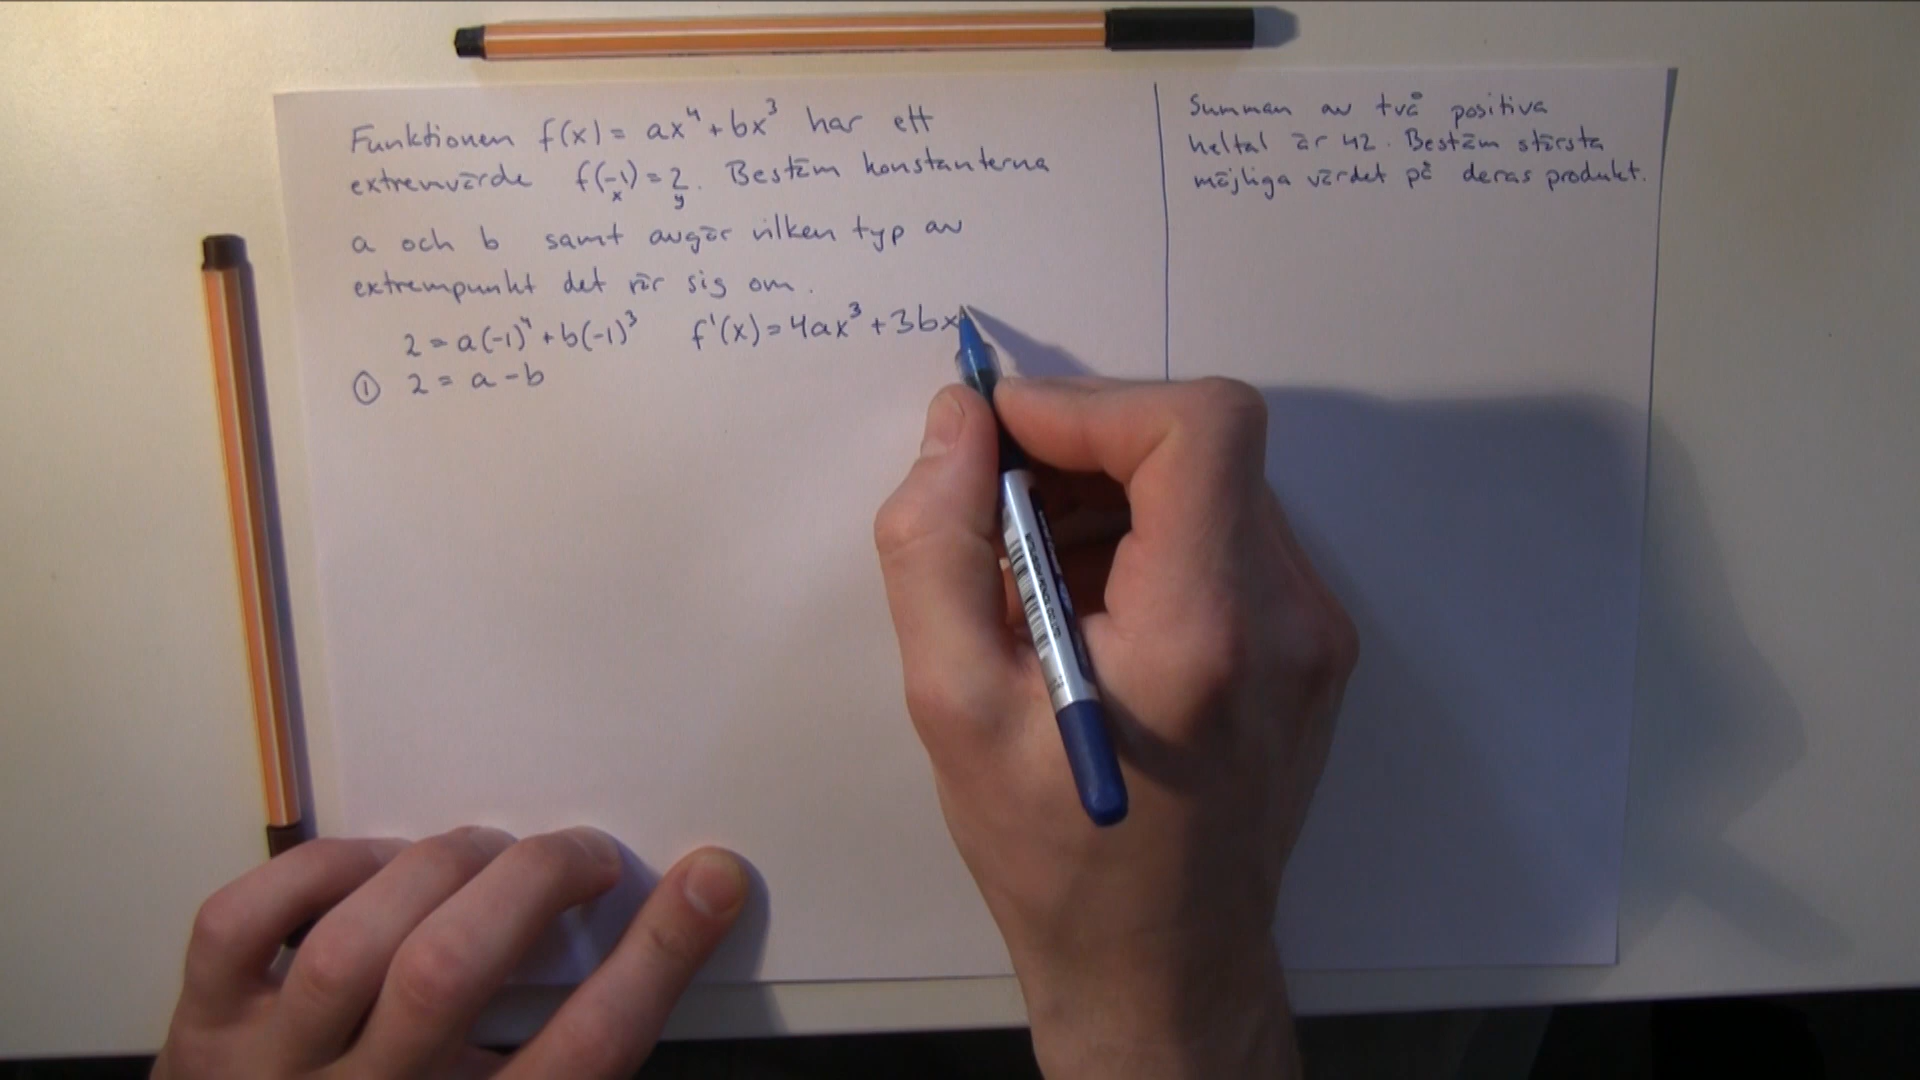 Funktionen f(x) = ax⁴ + bx³ har ett
extremvärde f(-1) = 2. Bestäm konstanterna
x y
a och b samt avgör vilken typ av
extrempunkt det rör sig om.
2 = a(-1)⁴ + b(-1)³ f'(x) = 4ax³ + 3bx
① 2 = a - b
Summan av två positiva
heltal är 42. Bestäm största
möjliga värdet på deras produkt.